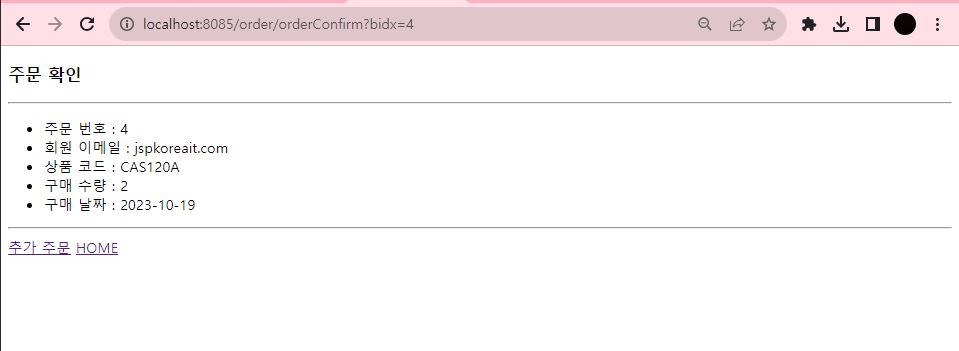 localhost:8085/order/orderConfirm?bidx=4
주문 확인
주문 번호 : 4
회원 이메일 : jspkoreait.com
상품 코드 : CAS120A
구매 수량 : 2
구매 날짜 : 2023-10-19
추가 주문 HOME